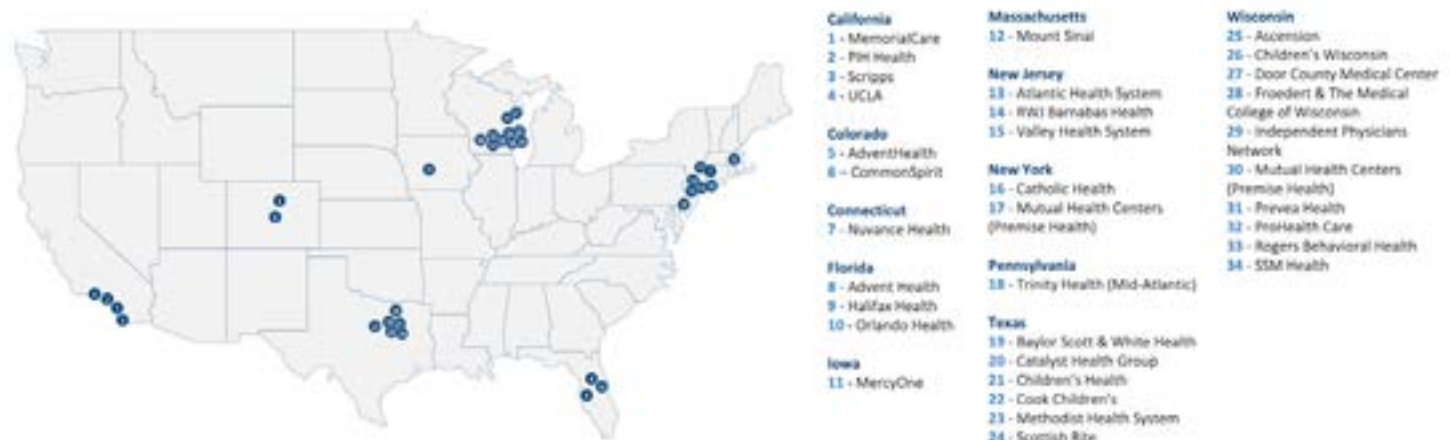 California
1 - MemorialCare
2 - PIH Health
3 - Scripps
4 - UCLA
Colorado
5 - AdventHealth
6 – CommonSpirit
Connecticut
7 - Nuvance Health
Florida
8 - Advent Health
9 - Halifax Health
10 - Orlando Health
Iowa
11 - MercyOne
Massachusetts
12 - Mount Sinai
New Jersey
13 - Atlantic Health System
14 - RWJ Barnabas Health
15 - Valley Health System
New York
16 - Catholic Health
17 - Mutual Health Centers
(Premise Health)
Pennsylvania
18 - Trinity Health (Mid-Atlantic)
Texas
19 - Baylor Scott & White Health
20 - Catalyst Health Group
21 - Children's Health
22 - Cook Children's
23 - Methodist Health System
24 - Scottish Rite
Wisconsin
25 - Ascension
26 - Children's Wisconsin
27 - Door County Medical Center
28 - Froedert & The Medical
College of Wisconsin
29 - Independent Physicians
Network
30 - Mutual Health Centers
(Premise Health)
31 - Prevea Health
32 - ProHealth Care
33 - Rogers Behavioral Health
34 - SSM Health